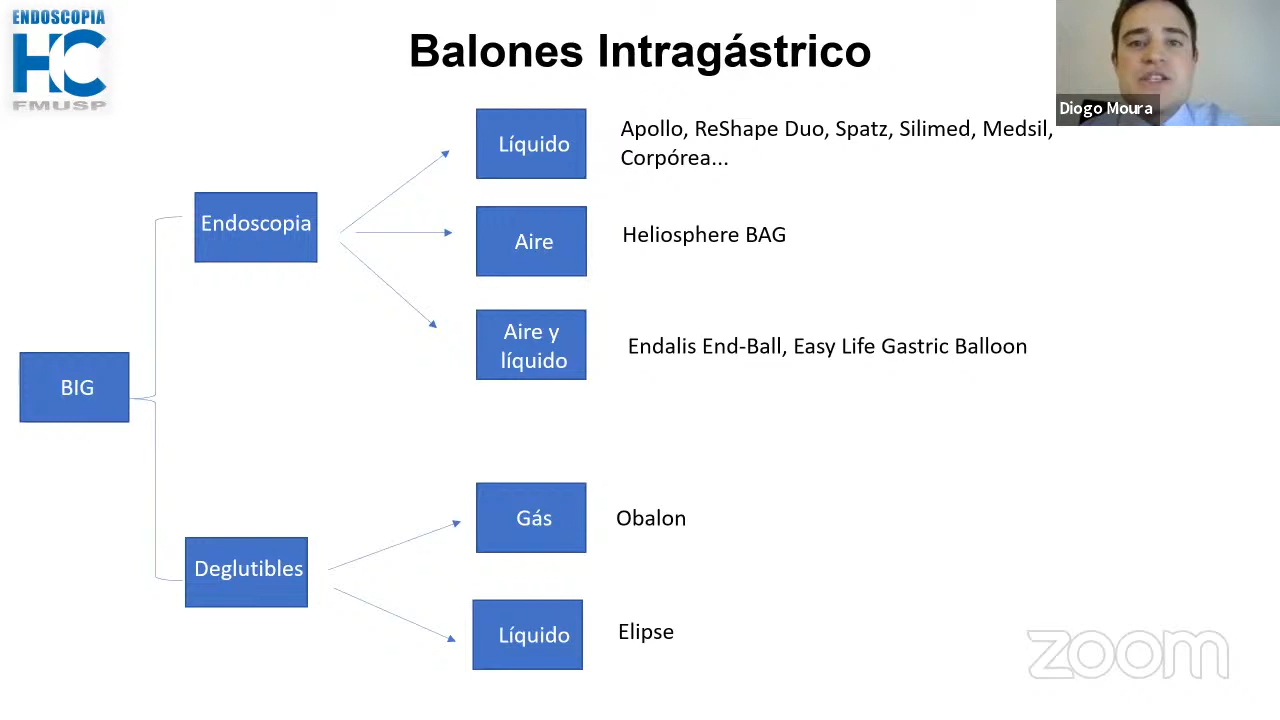 ENDOSCOPIA
HC
FMUSP
Balones Intragástrico
Diogo Moura
Líquido
Apollo, ReShape Duo, Spatz, Silimed, Medsil,
Corpórea...
Endoscopia
Aire
Heliosphere BAG
Aire y
líquido
Endalis End-Ball, Easy Life Gastric Balloon
BIG
Gás
Obalon
Deglutibles
Líquido
Elipse
zoom